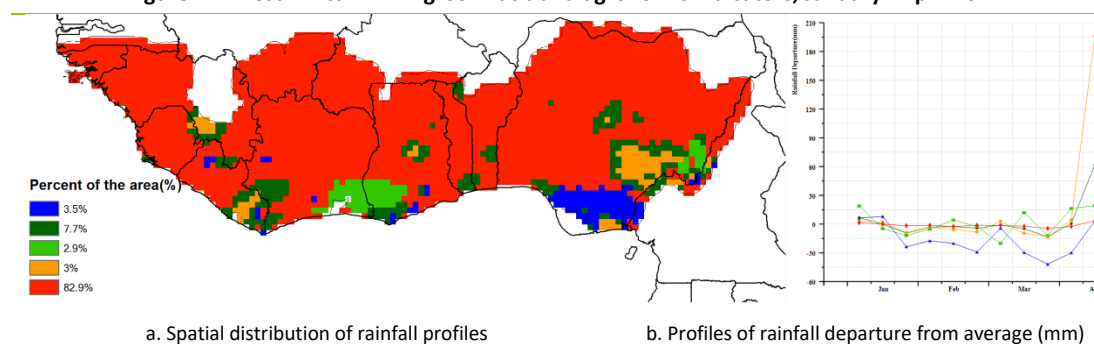 Percent of the area(%)
3.5%
7.7%
2.9%
3%
82.9%
Rainfall Departure(mm)
210
180
150
120
90
60
30
0
-30
-60
Jan
Feb
Mar
a. Spatial distribution of rainfall profiles
b. Profiles of rainfall departure from average (mm)